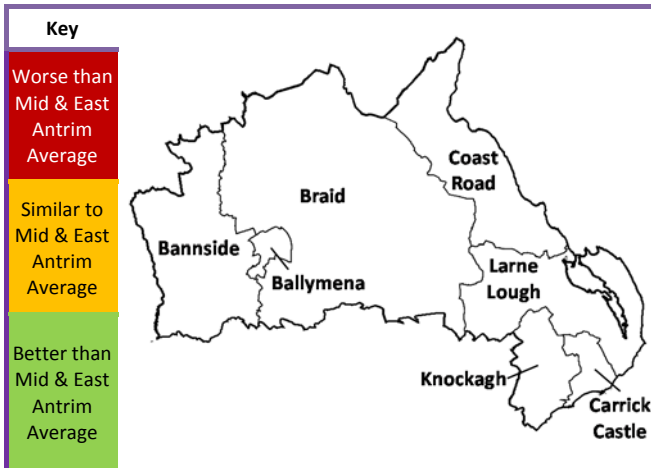 Key
Worse than
Mid & East
Antrim
Average
Similar to
Mid & East
Antrim
Average
Better than
Mid & East
Antrim
Average
Coast
Road
Braid
Bannside
Ballymena
Larne
Lough
Knockagh
Carrick
Castle